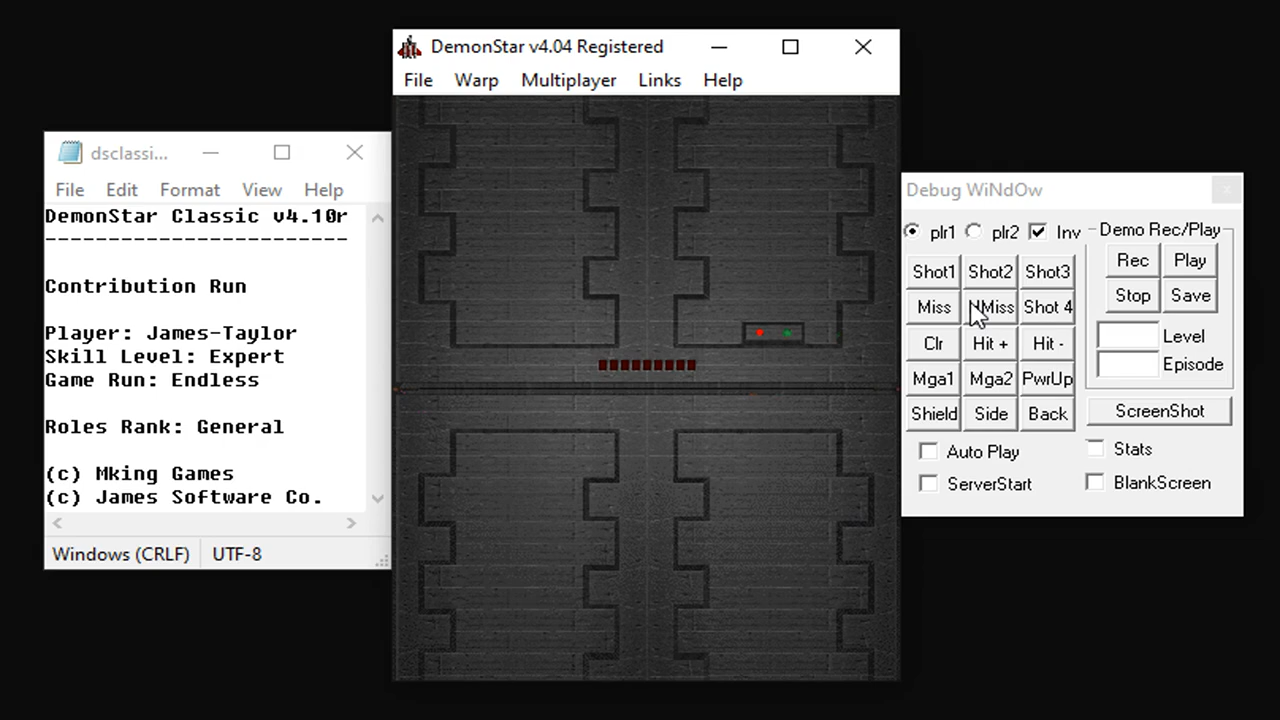 dsclassi...
File Edit Format View Help
DemonStar Classic v4.10r
------------------------
Contribution Run
Player: James-Taylor
Skill Level: Expert
Game Run: Endless
Roles Rank: General
(c) Mking Games
(c) James Software Co.
Windows (CRLF) UTF-8
DemonStar v4.04 Registered
File Warp Multiplayer Links Help
Debug WiNdOw
plr1 plr2 Inv
Shot1 Shot2 Shot3
Miss Shot 4
Clr Hit + Hit -
Mga1 Mga2 PwrUp
Shield Side Back
Auto Play
ServerStart
Demo Rec/Play
Rec Play
Stop Save
Level
Episode
ScreenShot
Stats
BlankScreen